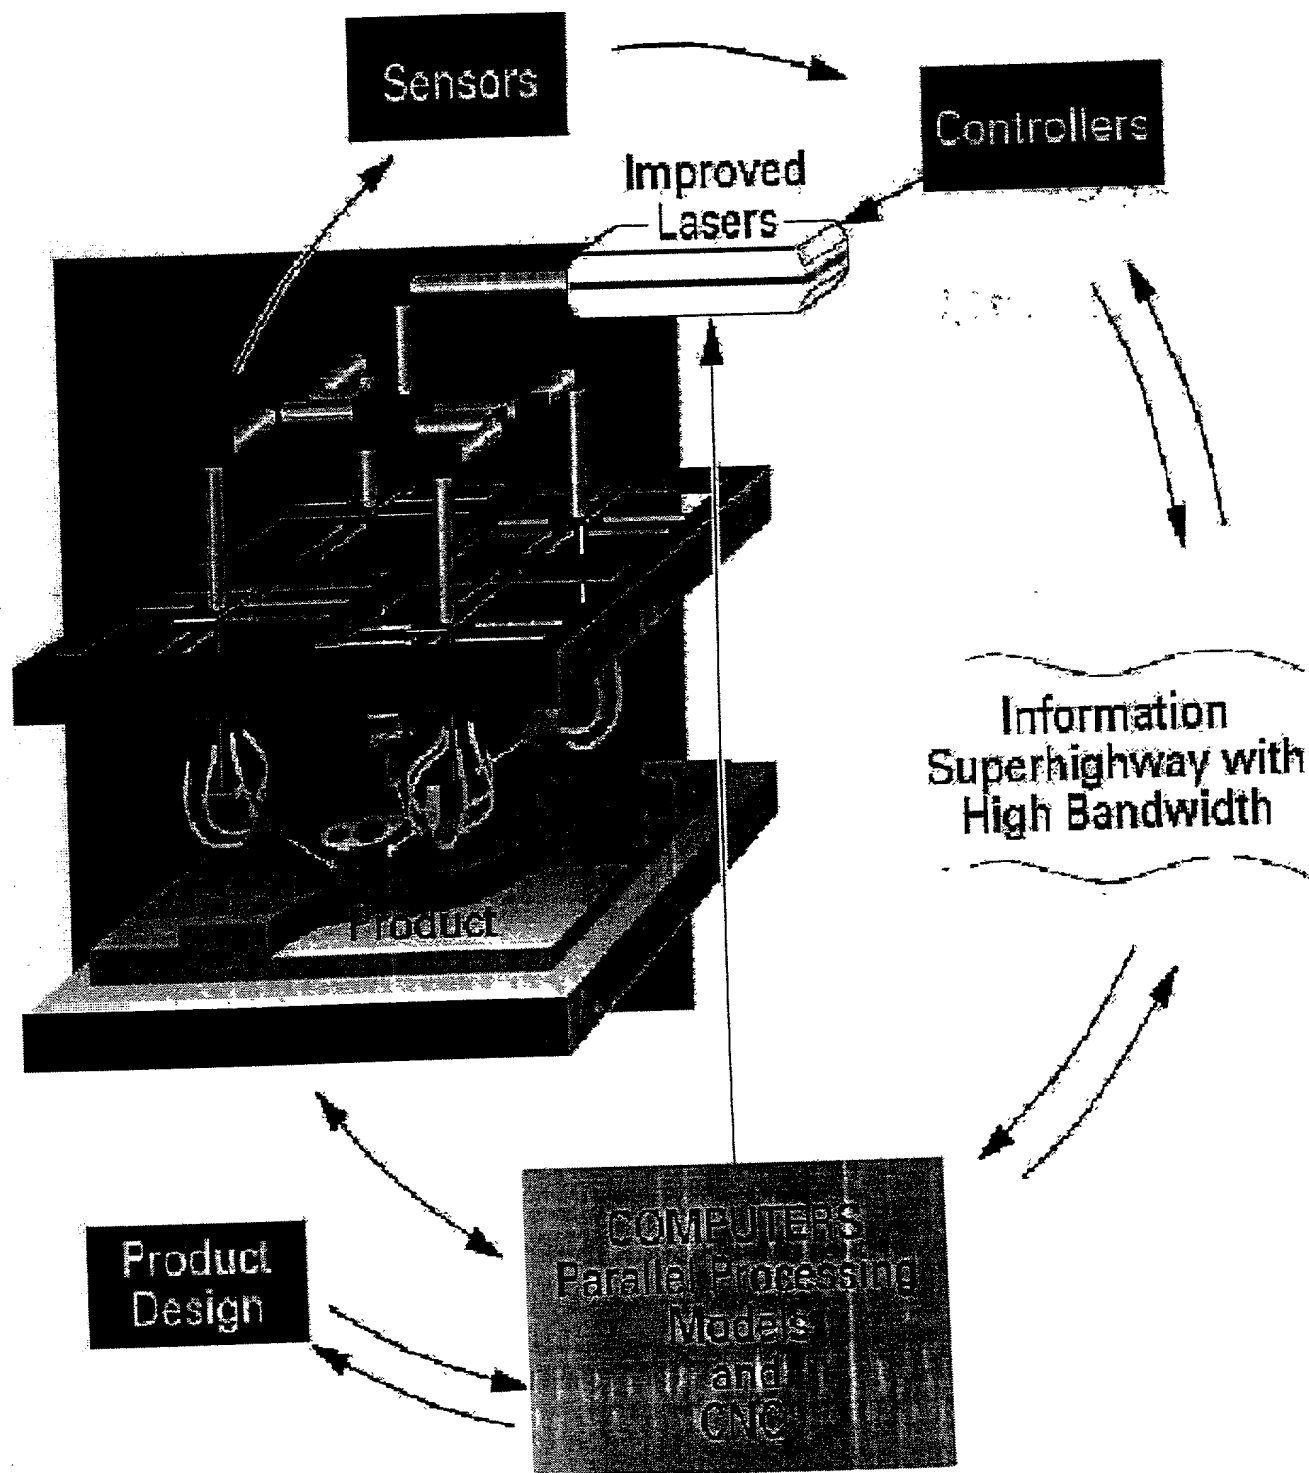 Sensors
Controllers
Improved
Lasers
Information
Superhighway with
High Bandwidth
Product
COMPUTERS
Parallel Processing
Models
and
CNC
Product
Design